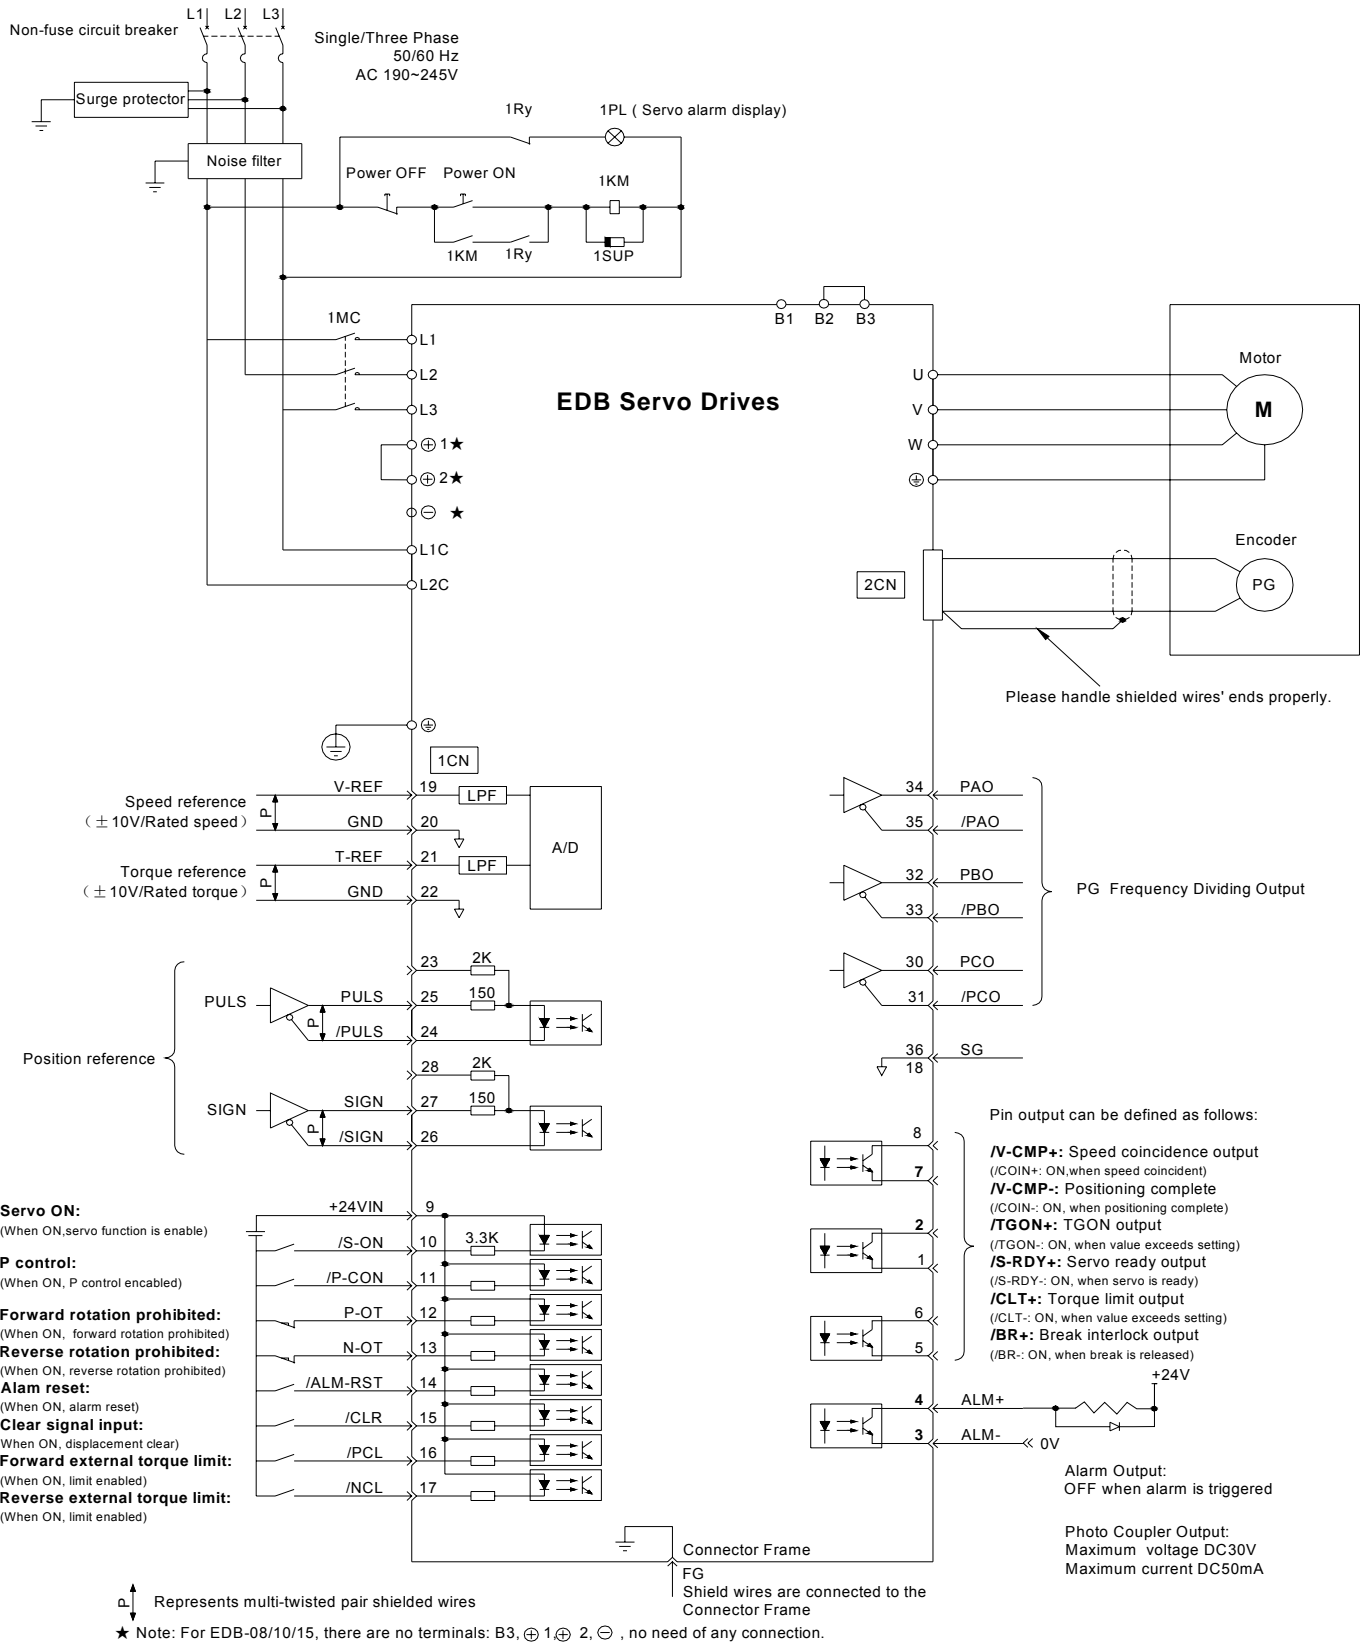 L1 L2 L3
Non-fuse circuit breaker
Single/Three Phase
50/60 Hz
AC 190~245V
Surge protector
Noise filter
1Ry
1PL ( Servo alarm display)
Power OFF
Power ON
1KM
1KM
1Ry
1SUP
1MC
B1 B2 B3
L1
L2
L3
⊕ 1★
⊕ 2★
⊖ ★
L1C
L2C
EDB Servo Drives
U
V
W
Motor
M
Encoder
PG
2CN
Please handle shielded wires' ends properly.
1CN
Speed reference
(±10V/Rated speed)
P
V-REF 19 LPF
GND 20
Torque reference
(±10V/Rated torque)
P
T-REF 21 LPF
GND 22
A/D
Position reference
23 2K
PULS
P
PULS 25 150
/PULS 24
28 2K
SIGN
P
SIGN 27 150
/SIGN 26
34 PAO
35 /PAO
32 PBO
33 /PBO
30 PCO
31 /PCO
PG Frequency Dividing Output
36 SG
18
8
7
2
1
6
5
4 ALM+
3 ALM-
0V
+24V
Pin output can be defined as follows:
/V-CMP+: Speed coincidence output
(/COIN+: ON,when speed coincident)
/V-CMP-: Positioning complete
(/COIN-: ON, when positioning complete)
/TGON+: TGON output
(/TGON-: ON, when value exceeds setting)
/S-RDY+: Servo ready output
(/S-RDY-: ON, when servo is ready)
/CLT+: Torque limit output
(/CLT-: ON, when value exceeds setting)
/BR+: Break interlock output
(/BR-: ON, when break is released)
Alarm Output:
OFF when alarm is triggered
Photo Coupler Output:
Maximum voltage DC30V
Maximum current DC50mA
Servo ON:
(When ON,servo function is enable)
P control:
(When ON, P control encabled)
Forward rotation prohibited:
(When ON, forward rotation prohibited)
Reverse rotation prohibited:
(When ON, reverse rotation prohibited)
Alam reset:
(When ON, alarm reset)
Clear signal input:
When ON, displacement clear)
Forward external torque limit:
(When ON, limit enabled)
Reverse external torque limit:
(When ON, limit enabled)
+24VIN 9
/S-ON 10 3.3K
/P-CON 11
P-OT 12
N-OT 13
/ALM-RST 14
/CLR 15
/PCL 16
/NCL 17
Connector Frame
FG
Shield wires are connected to the
Connector Frame
P Represents multi-twisted pair shielded wires
★ Note: For EDB-08/10/15, there are no terminals: B3, ⊕ 1,⊕ 2, ⊖ , no need of any connection.